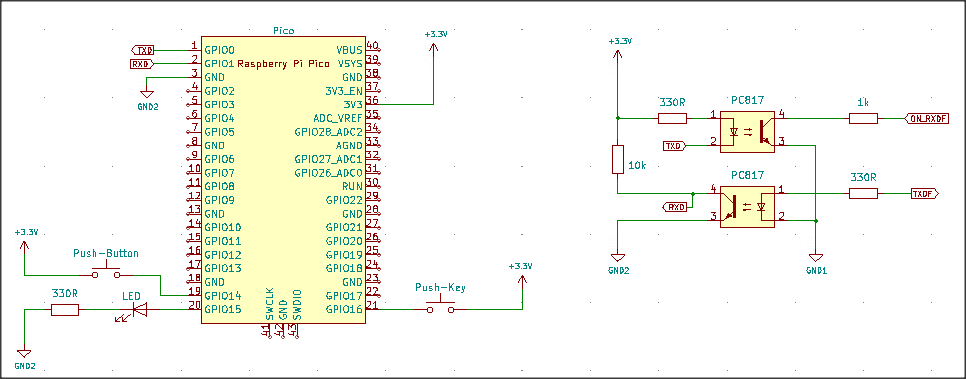 Pico
TXD
RXD
GND2
1 GPIO0
2 GPIO1
3 GND
4 GPIO2
5 GPIO3
6 GPIO4
7 GPIO5
8 GND
9 GPIO6
10 GPIO7
11 GPIO8
12 GPIO9
13 GND
14 GPIO10
15 GPIO11
16 GPIO12
17 GPIO13
18 GND
19 GPIO14
20 GPIO15
Raspberry Pi Pico
VBUS 40
VSYS 39
GND 38
3V3_EN 37
3V3 36
ADC_VREF 35
GPIO28_ADC2 34
AGND 33
GPIO27_ADC1 32
GPIO26_ADC0 31
RUN 30
GPIO22 29
GND 28
GPIO21 27
GPIO20 26
GPIO19 25
GPIO18 24
GND 23
GPIO17 22
GPIO16 21
SWCLK 41
GND 42
SWDIO 43
+3.3V
+3.3V
Push-Button
330R
LED
GND2
Push-Key
+3.3V
+3.3V
330R
PC817
1 4
2 3
1k
ON_RXDF
TXD
10k
PC817
4 1
3 2
330R
TXDF
RXD
GND2
GND1